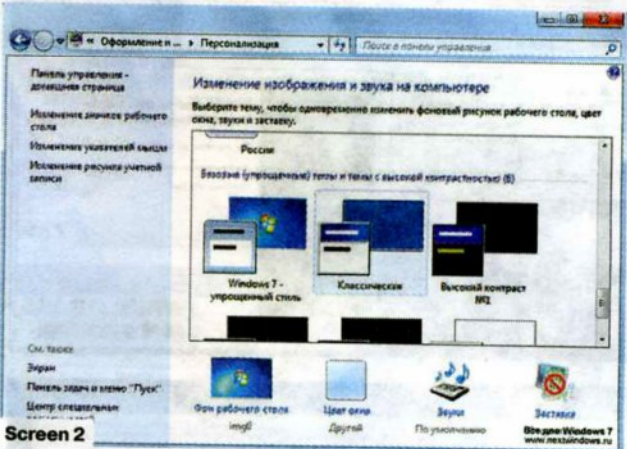 « Оформление и ... ▸ Персонализация
Поиск в панели управления
Панель управления -
домашняя страница
Изменение значков рабочего
стола
Изменение указателей мыши
Изменение рисунка учетной
записи
См. также
Экран
Панель задач и меню "Пуск"
Центр специальных
Изменение изображения и звука на компьютере
Выберите тему, чтобы одновременно изменить фоновый рисунок рабочего стола, цвет
окна, звуки и заставку.
России
Базовые (упрощенные) темы и темы с высокой контрастностью (6)
Windows 7 -
упрощенный стиль
Классическая
Высокий контраст
№1
Фон рабочего стола
img0
Цвет окна
Другой
Звуки
По умолчанию
Заставка
Все для Windows 7
www.nextwindows.ru
Screen 2